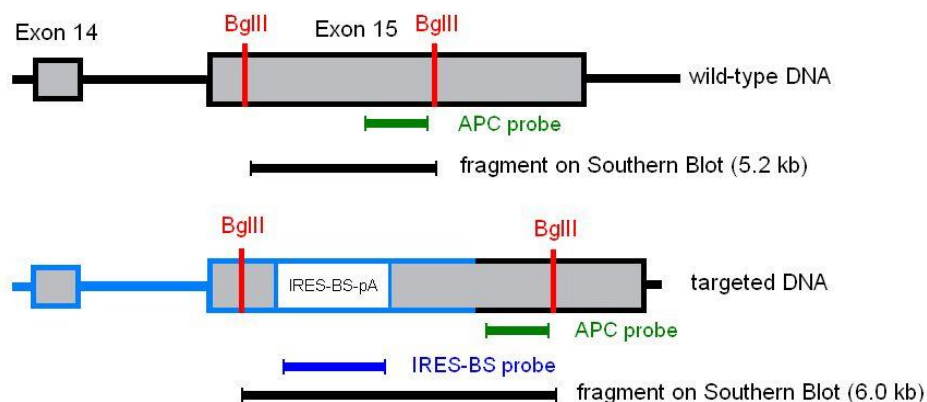 Exon 14
BglII
Exon 15
BglII
wild-type DNA
APC probe
fragment on Southern Blot (5.2 kb)
BglII
BglII
IRES-BS-pA
targeted DNA
APC probe
IRES-BS probe
fragment on Southern Blot (6.0 kb)